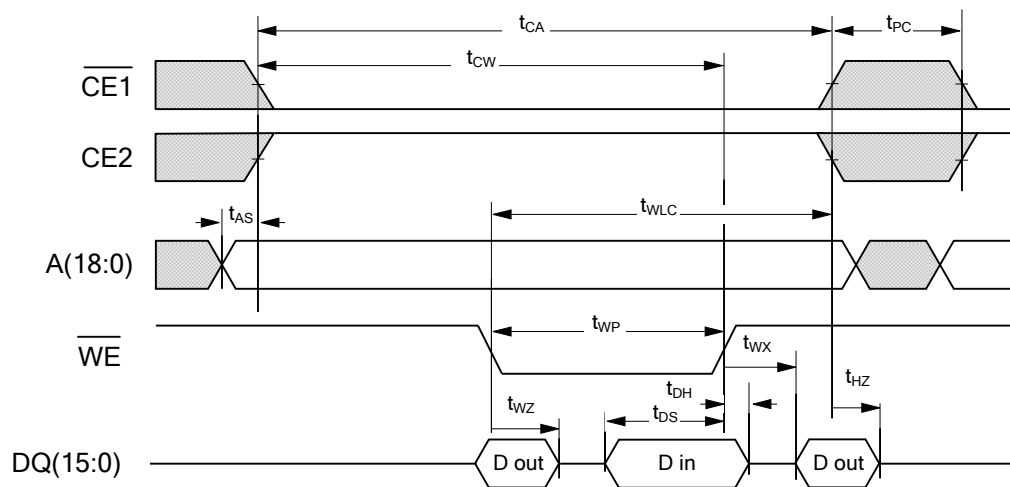 tCA
tPC
tCW
CE1
CE2
tAS
tWLC
A(18:0)
tWP
WE
tWX
tHZ
tDH
tWZ
tDS
DQ(15:0)
D out
D in
D out